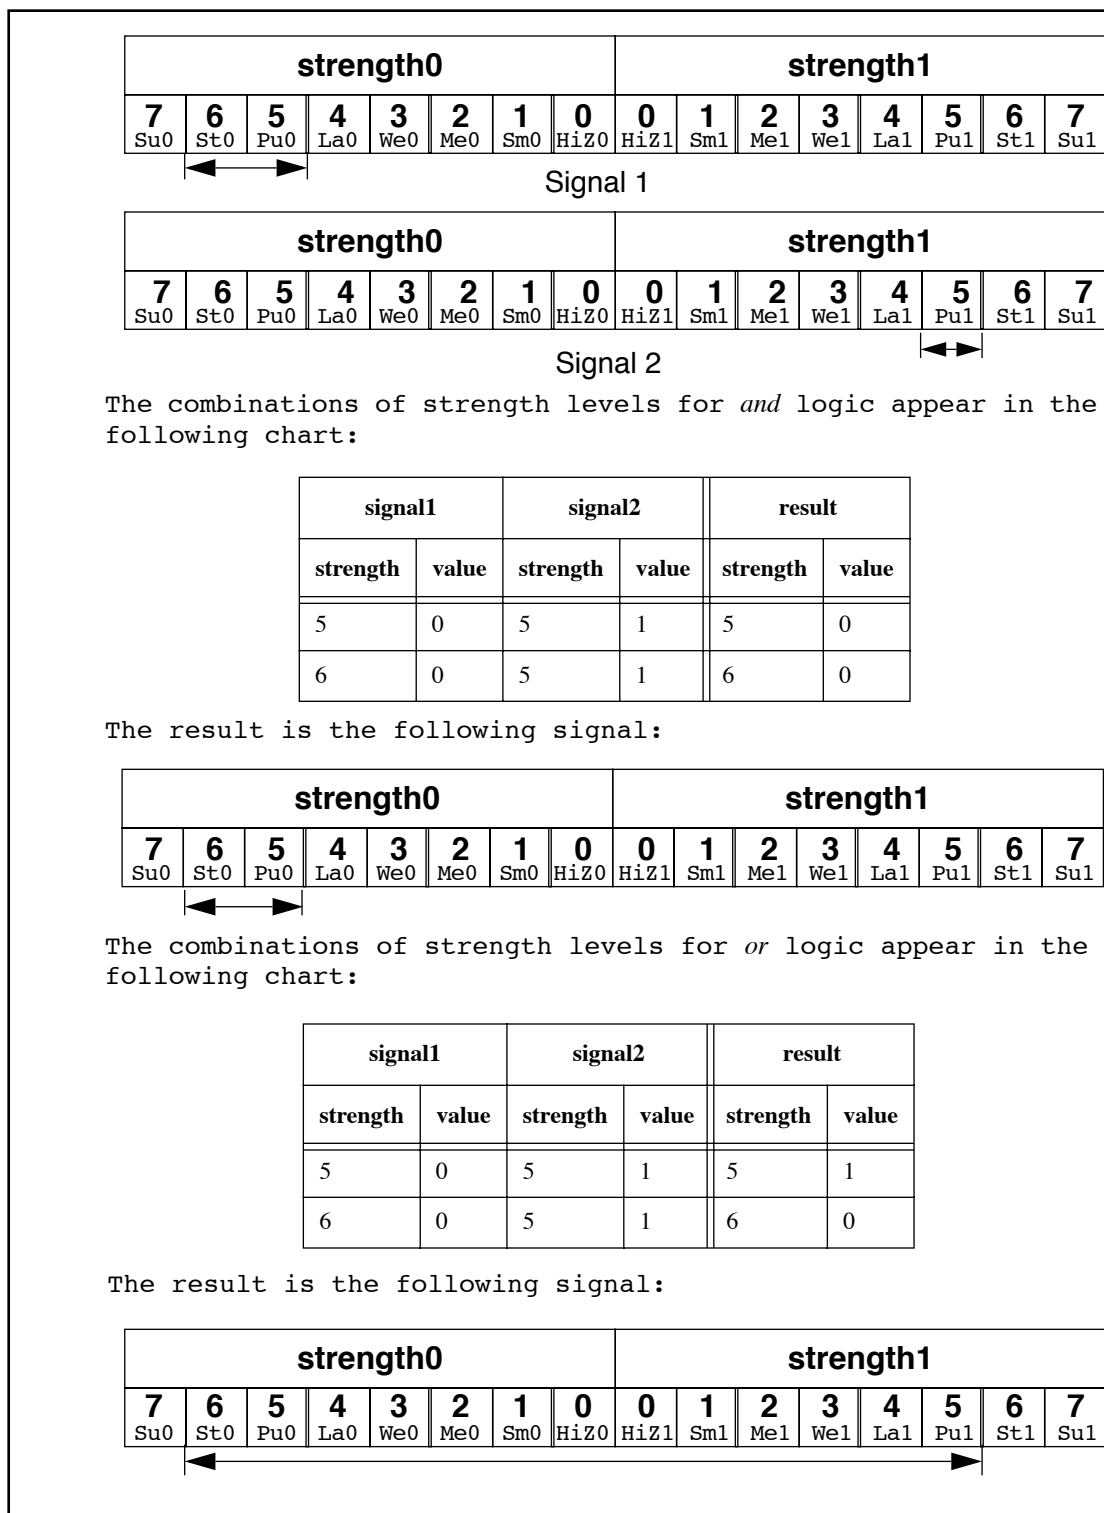 strength0 strength1
7 6 5 4 3 2 1 0 0 1 2 3 4 5 6 7
Su0 St0 Pu0 La0 We0 Me0 Sm0 HiZ0 HiZ1 Sm1 Me1 We1 La1 Pu1 St1 Su1
Signal 1
strength0 strength1
7 6 5 4 3 2 1 0 0 1 2 3 4 5 6 7
Su0 St0 Pu0 La0 We0 Me0 Sm0 HiZ0 HiZ1 Sm1 Me1 We1 La1 Pu1 St1 Su1
Signal 2
The combinations of strength levels for and logic appear in the
following chart:
signal1 signal2 result
strength value strength value strength value
5 0 5 1 5 0
6 0 5 1 6 0
The result is the following signal:
strength0 strength1
7 6 5 4 3 2 1 0 0 1 2 3 4 5 6 7
Su0 St0 Pu0 La0 We0 Me0 Sm0 HiZ0 HiZ1 Sm1 Me1 We1 La1 Pu1 St1 Su1
The combinations of strength levels for or logic appear in the
following chart:
signal1 signal2 result
strength value strength value strength value
5 0 5 1 5 1
6 0 5 1 6 0
The result is the following signal:
strength0 strength1
7 6 5 4 3 2 1 0 0 1 2 3 4 5 6 7
Su0 St0 Pu0 La0 We0 Me0 Sm0 HiZ0 HiZ1 Sm1 Me1 We1 La1 Pu1 St1 Su1